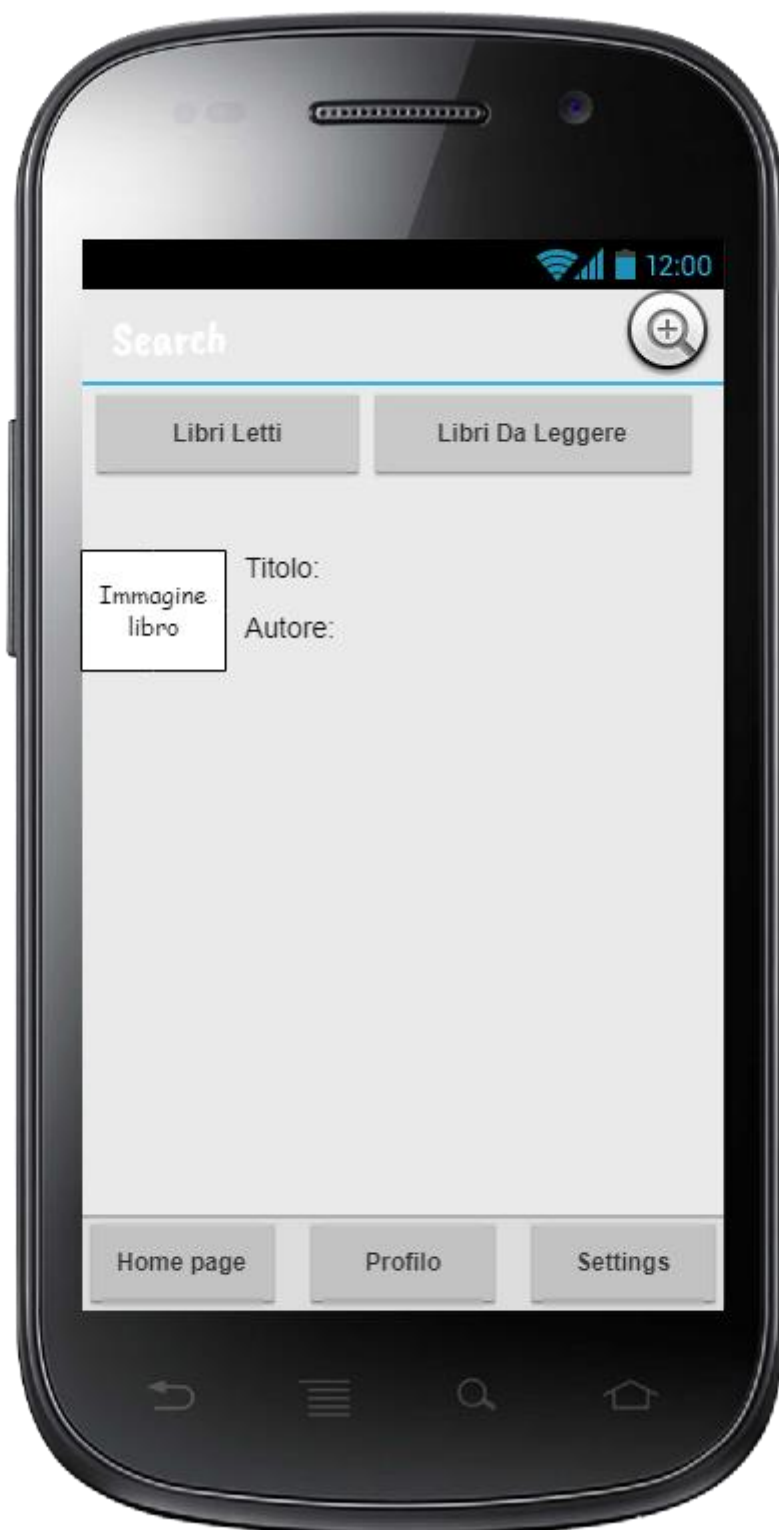 12:00
Search
Libri Letti
Libri Da Leggere
Immagine
libro
Titolo:
Autore:
Home page
Profilo
Settings